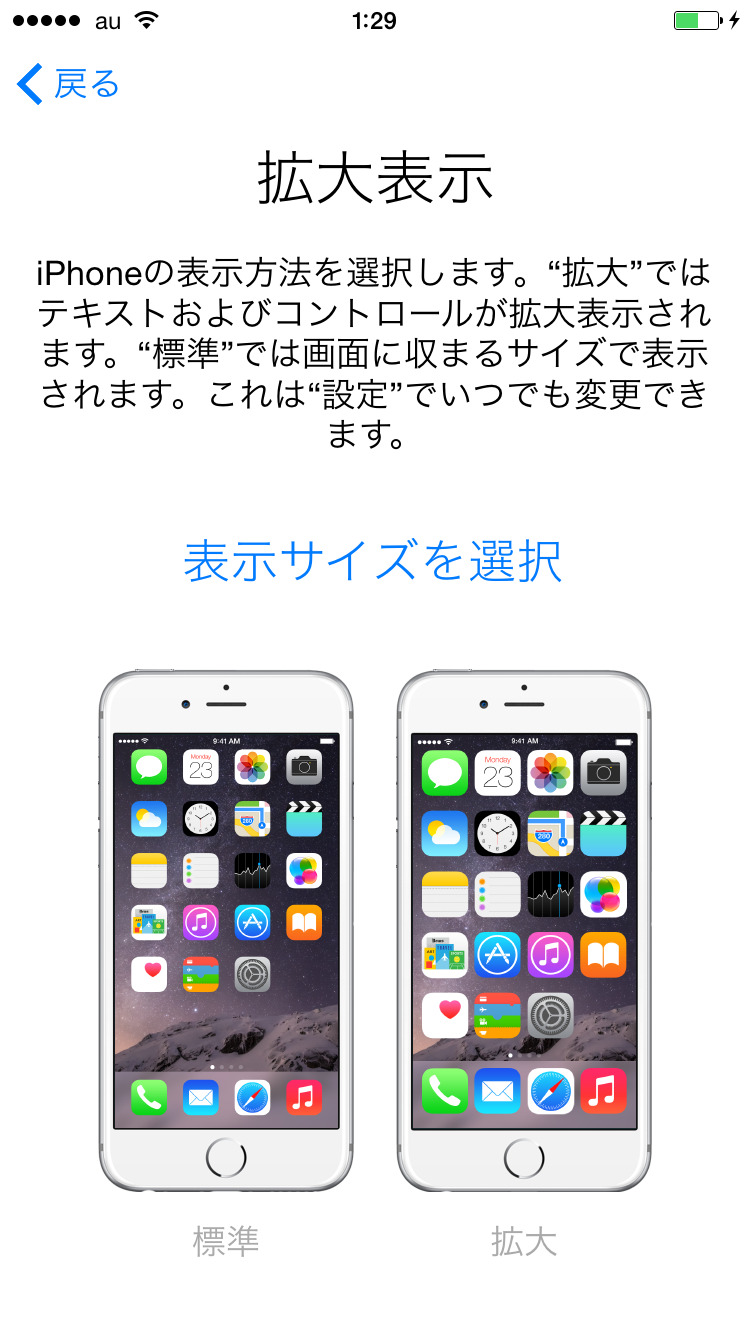 au 1:29
戻る
拡大表示
iPhoneの表示方法を選択します。“拡大”では
テキストおよびコントロールが拡大表示され
ます。“標準”では画面に収まるサイズで表示
されます。これは“設定”でいつでも変更でき
ます。
表示サイズを選択
9:41 AM
Monday
23
280
9:41 AM
Monday
23
280
標準
拡大